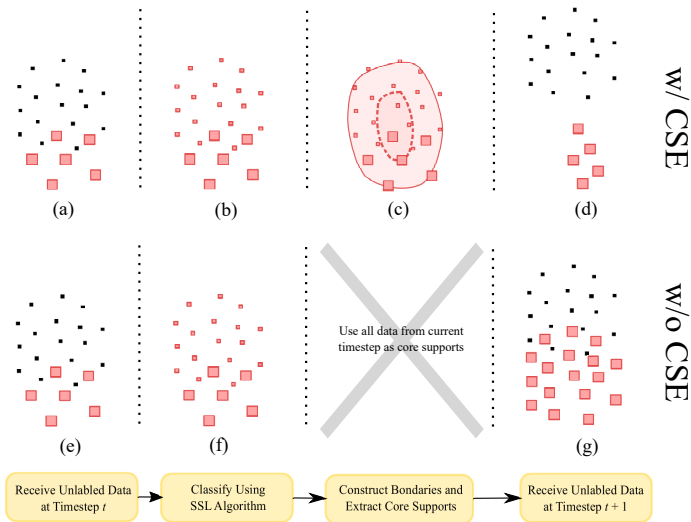 w/ CSE
(a)
(b)
(c)
(d)
Use all data from current
timestep as core supports
w/o CSE
(e)
(f)
(g)
Receive Unlabled Data
at Timestep t
Classify Using
SSL Algorithm
Construct Bondaries and
Extract Core Supports
Receive Unlabled Data
at Timestep t + 1